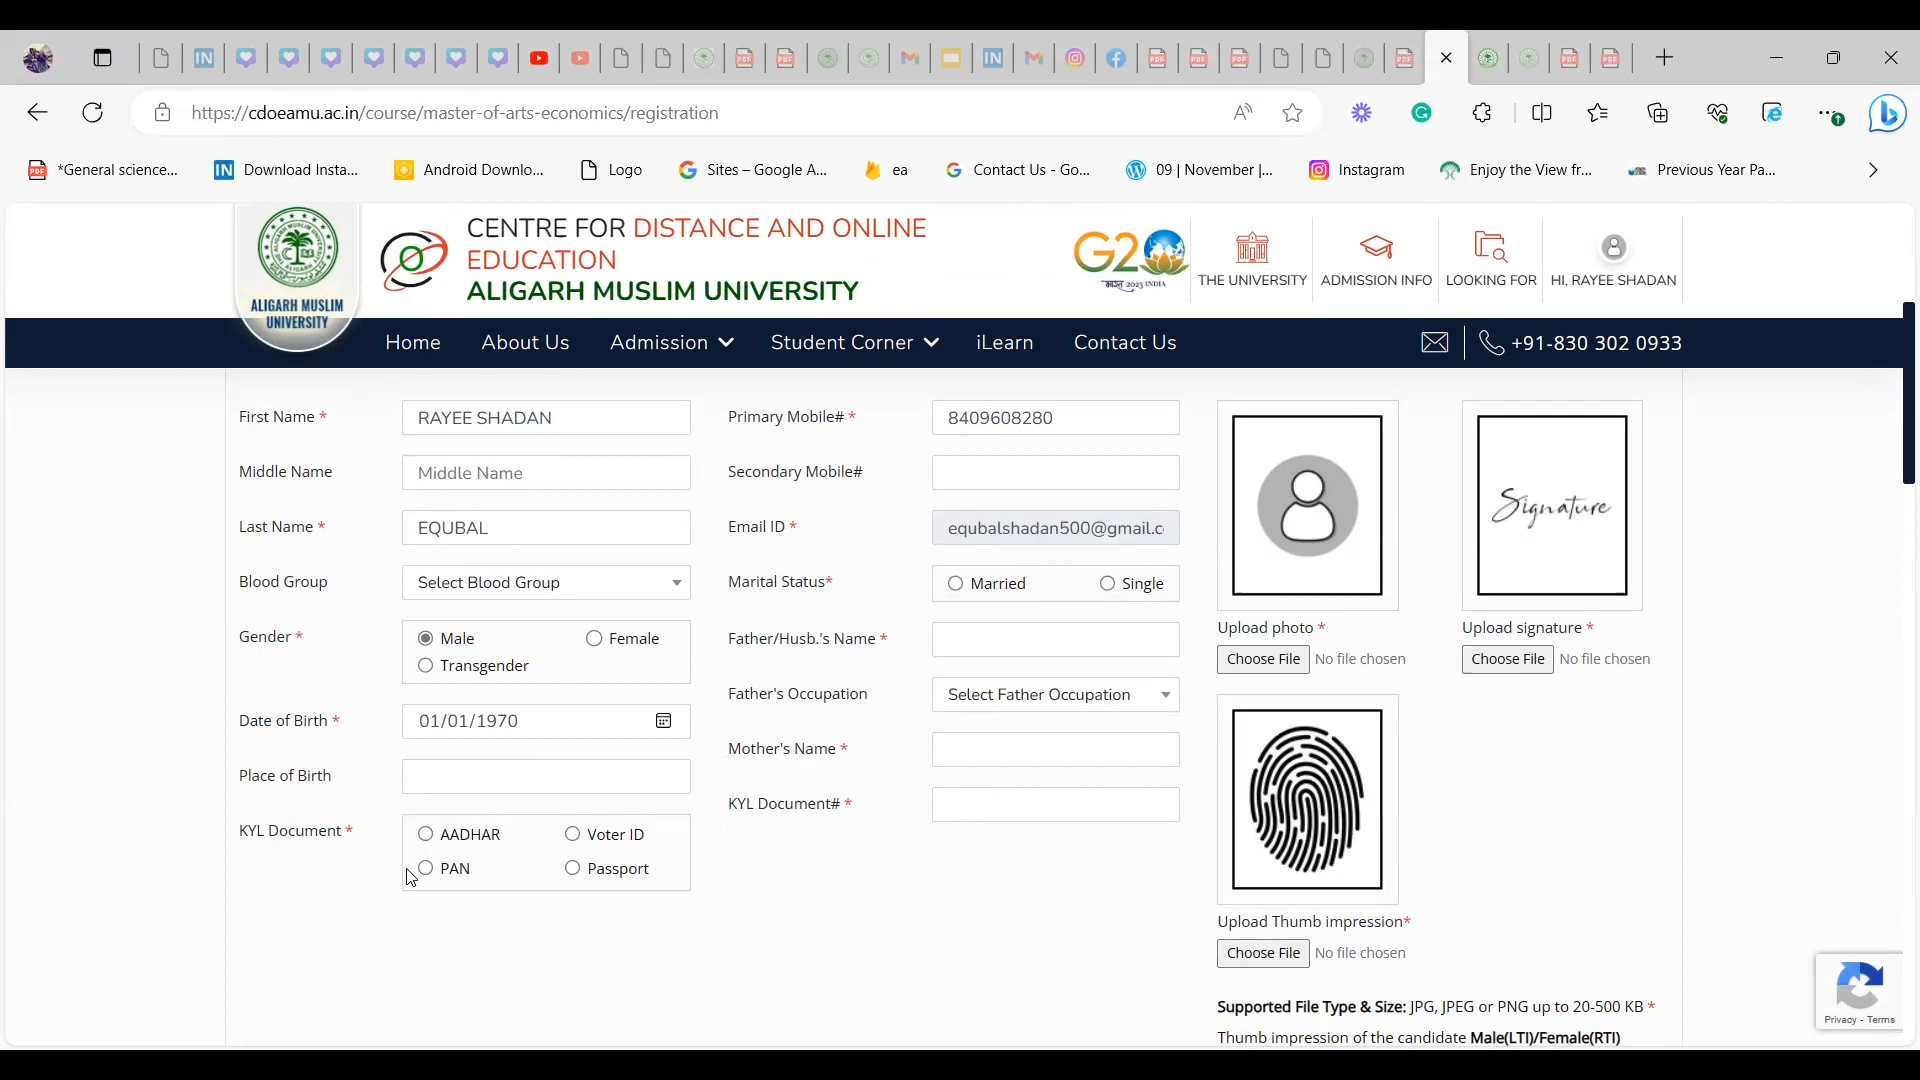 https://cdoeamu.ac.in/course/master-of-arts-economics/registration
*General science...
Download Insta...
Android Downlo...
Logo
Sites – Google A...
ea
Contact Us - Go...
09 | November |...
Instagram
Enjoy the View fr...
Previous Year Pa...
ALIGARH MUSLIM
UNIVERSITY
CENTRE FOR DISTANCE AND ONLINE
EDUCATION
ALIGARH MUSLIM UNIVERSITY
G20
भारत 2023 INDIA
THE UNIVERSITY
ADMISSION INFO
LOOKING FOR
HI, RAYEE SHADAN
Home
About Us
Admission
Student Corner
iLearn
Contact Us
+91-830 302 0933
First Name *
RAYEE SHADAN
Middle Name
Middle Name
Last Name *
EQUBAL
Blood Group
Select Blood Group
Gender *
Male
Female
Transgender
Date of Birth *
01/01/1970
Place of Birth
KYL Document *
AADHAR
Voter ID
PAN
Passport
Primary Mobile# *
8409608280
Secondary Mobile#
Email ID *
equbalshadan500@gmail.c
Marital Status*
Married
Single
Father/Husb.'s Name *
Father's Occupation
Select Father Occupation
Mother's Name *
KYL Document# *
Upload photo *
Choose File No file chosen
Signature
Upload signature *
Choose File No file chosen
Upload Thumb impression*
Choose File No file chosen
Supported File Type & Size: JPG, JPEG or PNG up to 20-500 KB *
Thumb impression of the candidate Male(LTI)/Female(RTI)
Privacy - Terms